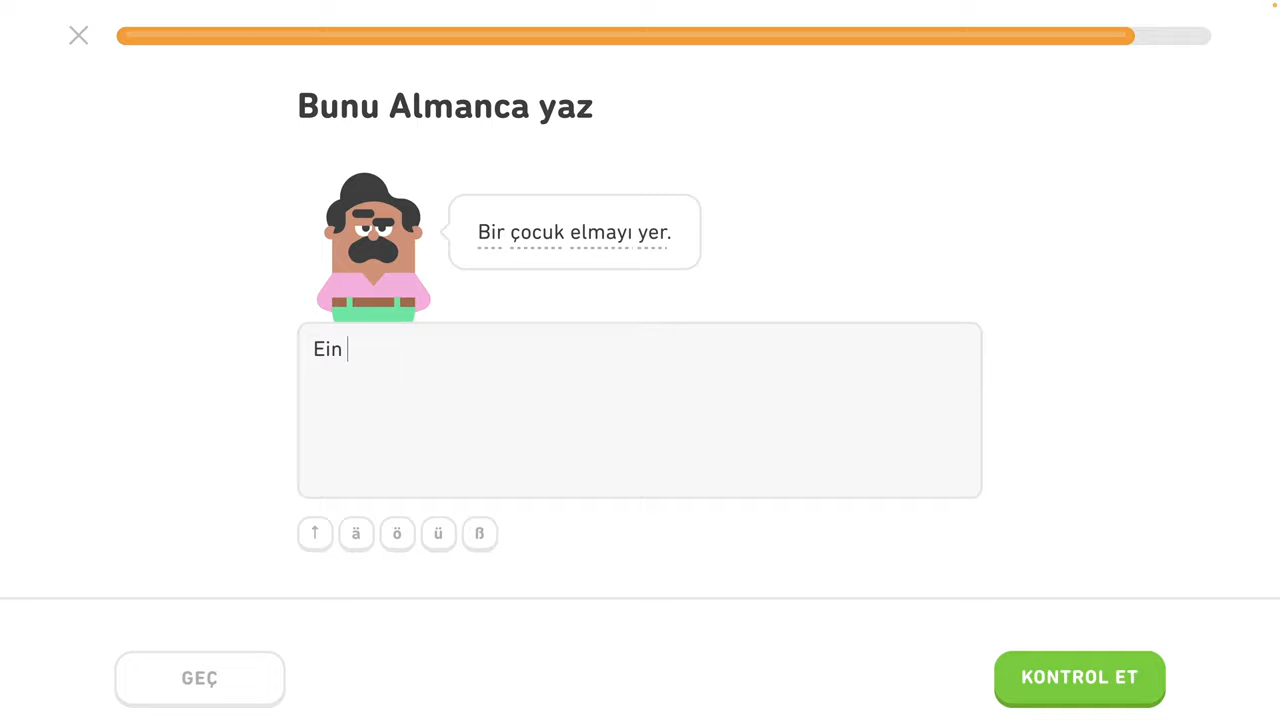 Bunu Almanca yaz
Bir çocuk elmayı yer.
Ein
↑ ä ö ü ß
GEÇ
KONTROL ET